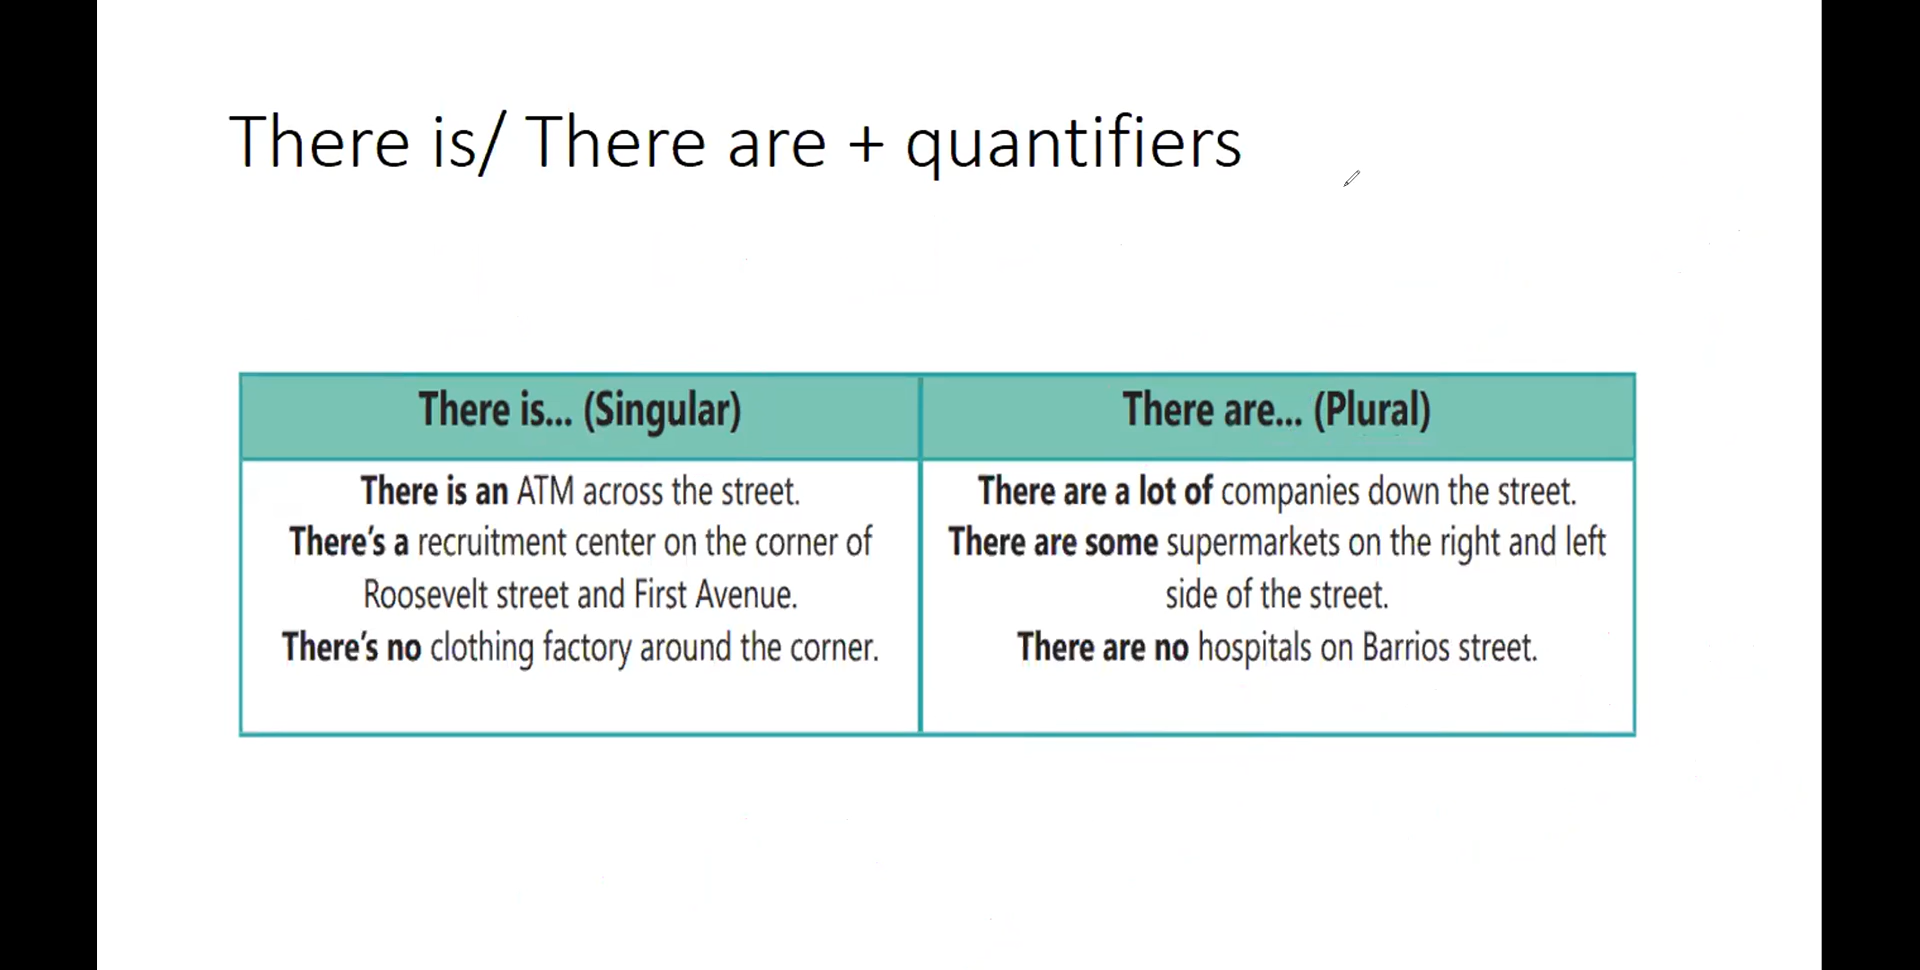 There is/ There are + quantifiers
There is... (Singular)
There are... (Plural)
There is an ATM across the street.
There's a recruitment center on the corner of
Roosevelt street and First Avenue.
There's no clothing factory around the corner.
There are a lot of companies down the street.
There are some supermarkets on the right and left
side of the street.
There are no hospitals on Barrios street.